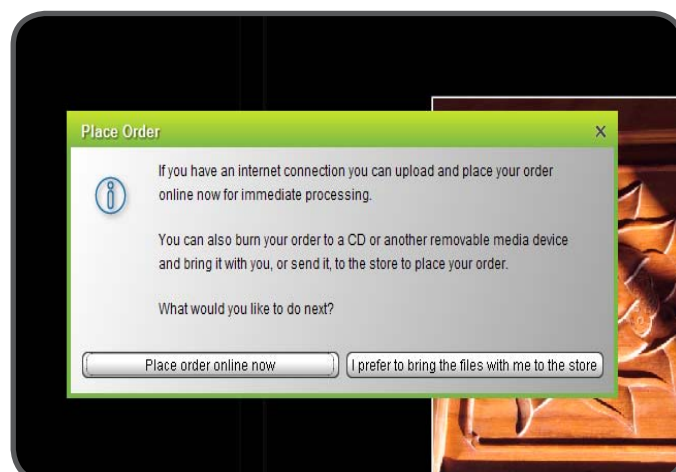 Place Order
X
If you have an internet connection you can upload and place your order
online now for immediate processing.
You can also burn your order to a CD or another removable media device
and bring it with you, or send it, to the store to place your order.
What would you like to do next?
Place order online now
I prefer to bring the files with me to the store